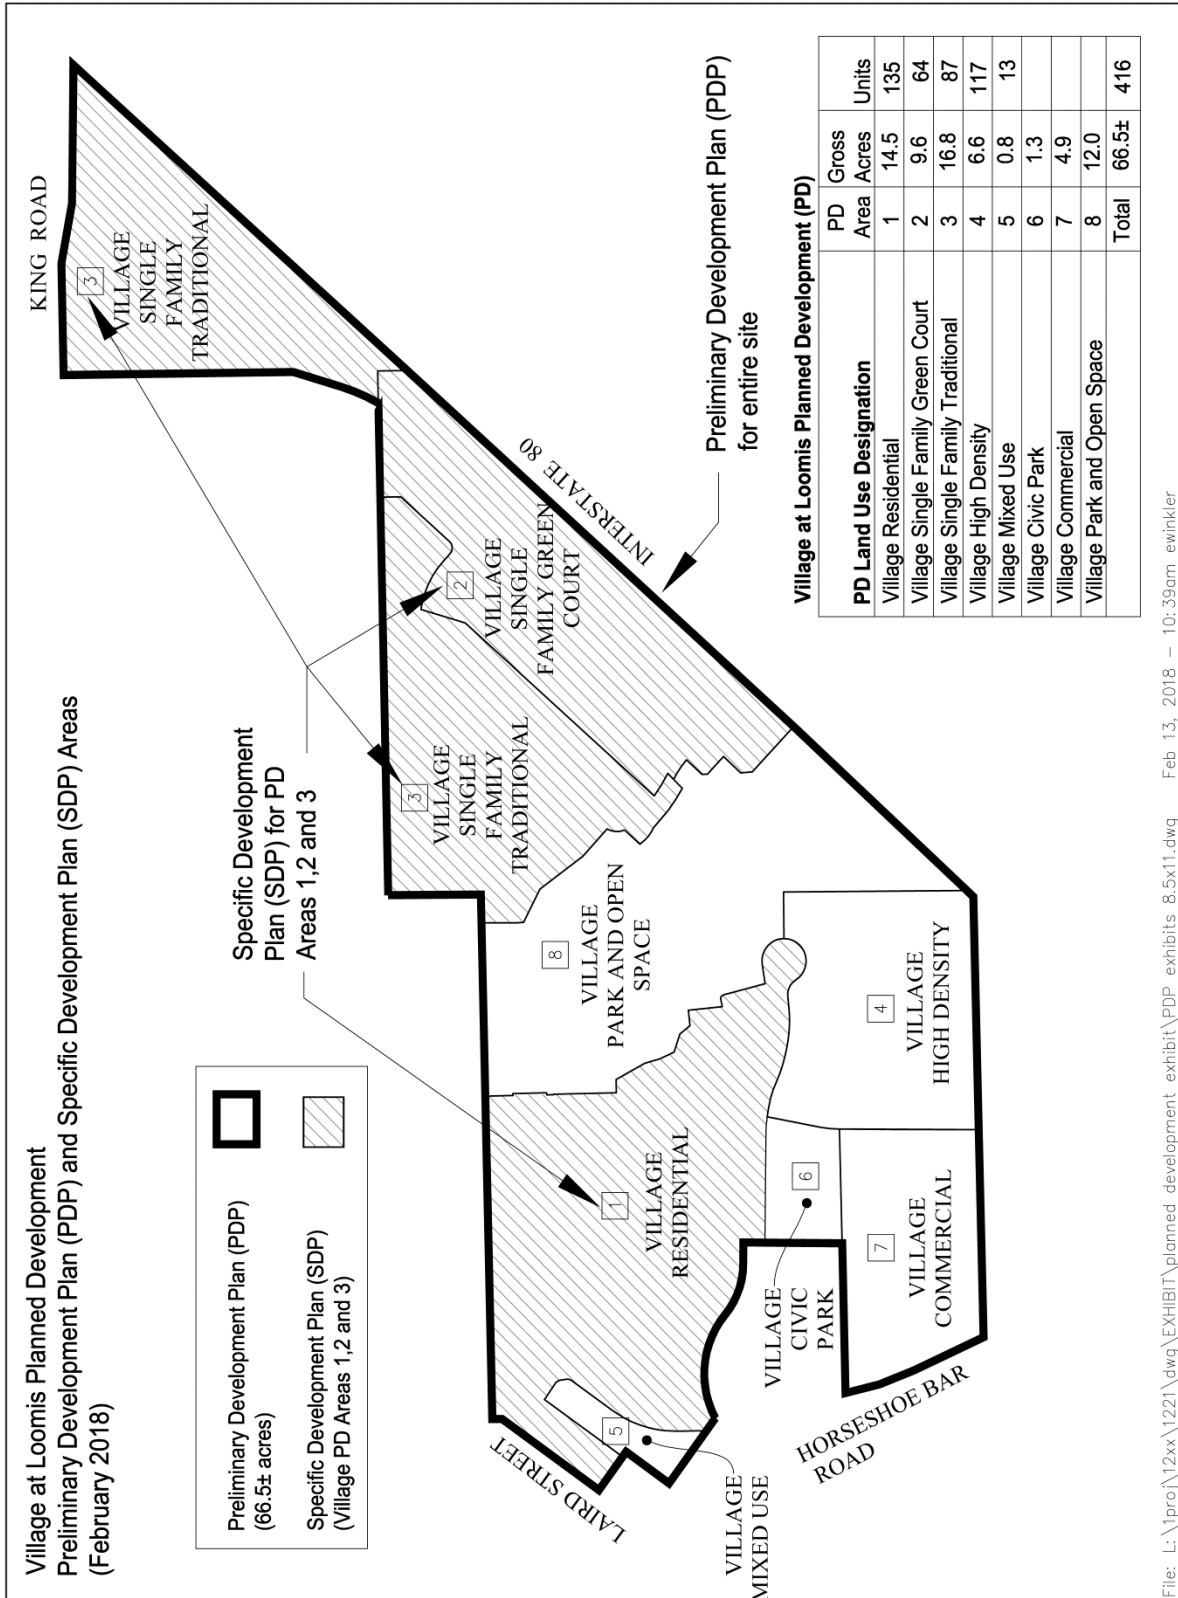 Village at Loomis Planned Development
Preliminary Development Plan (PDP) and Specific Development Plan (SDP) Areas
(February 2018)
Preliminary Development Plan (PDP)
(66.5± acres)
Specific Development Plan (SDP)
(Village PD Areas 1,2 and 3)
Specific Development
Plan (SDP) for PD
Areas 1,2 and 3
KING ROAD
3
VILLAGE
SINGLE
FAMILY
TRADITIONAL
3
VILLAGE
SINGLE
FAMILY
TRADITIONAL
2
VILLAGE
SINGLE
FAMILY GREEN
COURT
INTERSTATE 80
Preliminary Development Plan (PDP)
for entire site
8
VILLAGE
PARK AND OPEN
SPACE
1
VILLAGE
RESIDENTIAL
4
VILLAGE
HIGH DENSITY
6
VILLAGE
CIVIC
PARK
7
VILLAGE
COMMERCIAL
5
VILLAGE
MIXED USE
LAIRD STREET
HORSESHOE BAR
ROAD
Village at Loomis Planned Development (PD)
PD Land Use Designation PD Area Gross Acres Units
Village Residential 1 14.5 135
Village Single Family Green Court 2 9.6 64
Village Single Family Traditional 3 16.8 87
Village High Density 4 6.6 117
Village Mixed Use 5 0.8 13
Village Civic Park 6 1.3
Village Commercial 7 4.9
Village Park and Open Space 8 12.0
Total 66.5± 416
File: L:\1proj\12xx\1221\dwg\EXHIBIT\planned development exhibit\PDP exhibits 8.5x11.dwg Feb 13, 2018 - 10:39am ewinkler